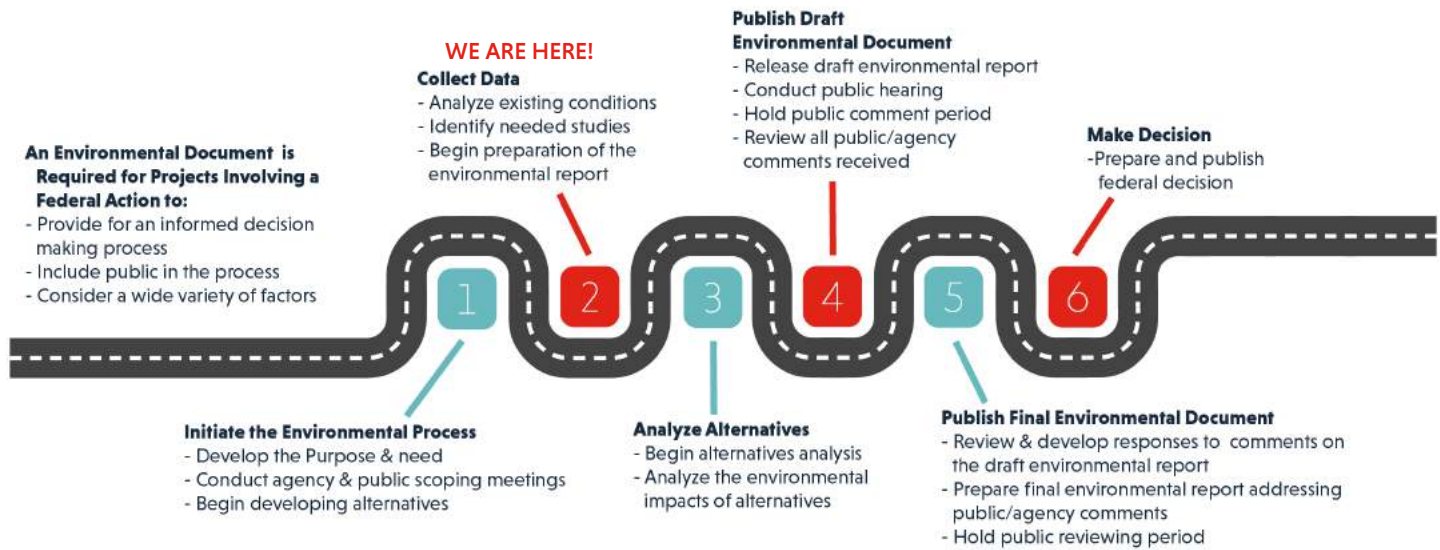 An Environmental Document is
Required for Projects Involving a
Federal Action to:
- Provide for an informed decision
making process
- Include public in the process
- Consider a wide variety of factors
1
Initiate the Environmental Process
- Develop the Purpose & need
- Conduct agency & public scoping meetings
- Begin developing alternatives
WE ARE HERE!
Collect Data
- Analyze existing conditions
- Identify needed studies
- Begin preparation of the
environmental report
2
3
Analyze Alternatives
- Begin alternatives analysis
- Analyze the environmental
impacts of alternatives
Publish Draft
Environmental Document
- Release draft environmental report
- Conduct public hearing
- Hold public comment period
- Review all public/agency
comments received
4
5
Publish Final Environmental Document
- Review & develop responses to comments on
the draft environmental report
- Prepare final environmental report addressing
public/agency comments
- Hold public reviewing period
Make Decision
-Prepare and publish
federal decision
6